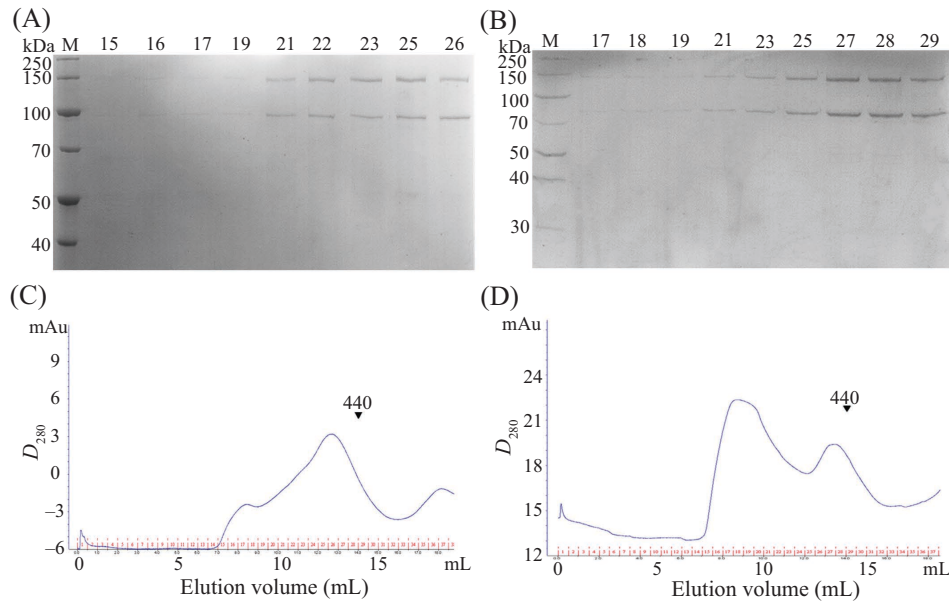 (A)
kDa M 15 16 17 19 21 22 23 25 26
250
150
100
70
50
40
(B)
kDa M 17 18 19 21 23 25 27 28 29
250
150
100
70
50
40
30
(C)
mAu
9
6
3
0
–3
–6
D280
440
0 5 10 15 mL
Elution volume (mL)
(D)
mAu
24
21
18
15
12
D280
440
0 5 10 15 mL
Elution volume (mL)